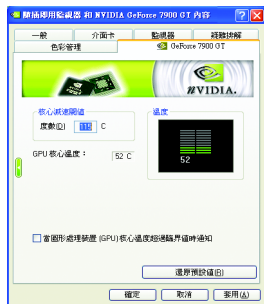 隨插即用監視器 和 NVIDIA GeForce 7900 GT 內容
一般 介面卡 監視器 疑難排解
色彩管理 GeForce 7900 GT
NVIDIA.
核心減速閾值
度數(D) 115 C
溫度
52
GPU 核心溫度： 52 C
當圖形處理裝置 (GPU) 核心溫度超過臨界值時通知
還原預設值(R)
確定 取消 套用(A)